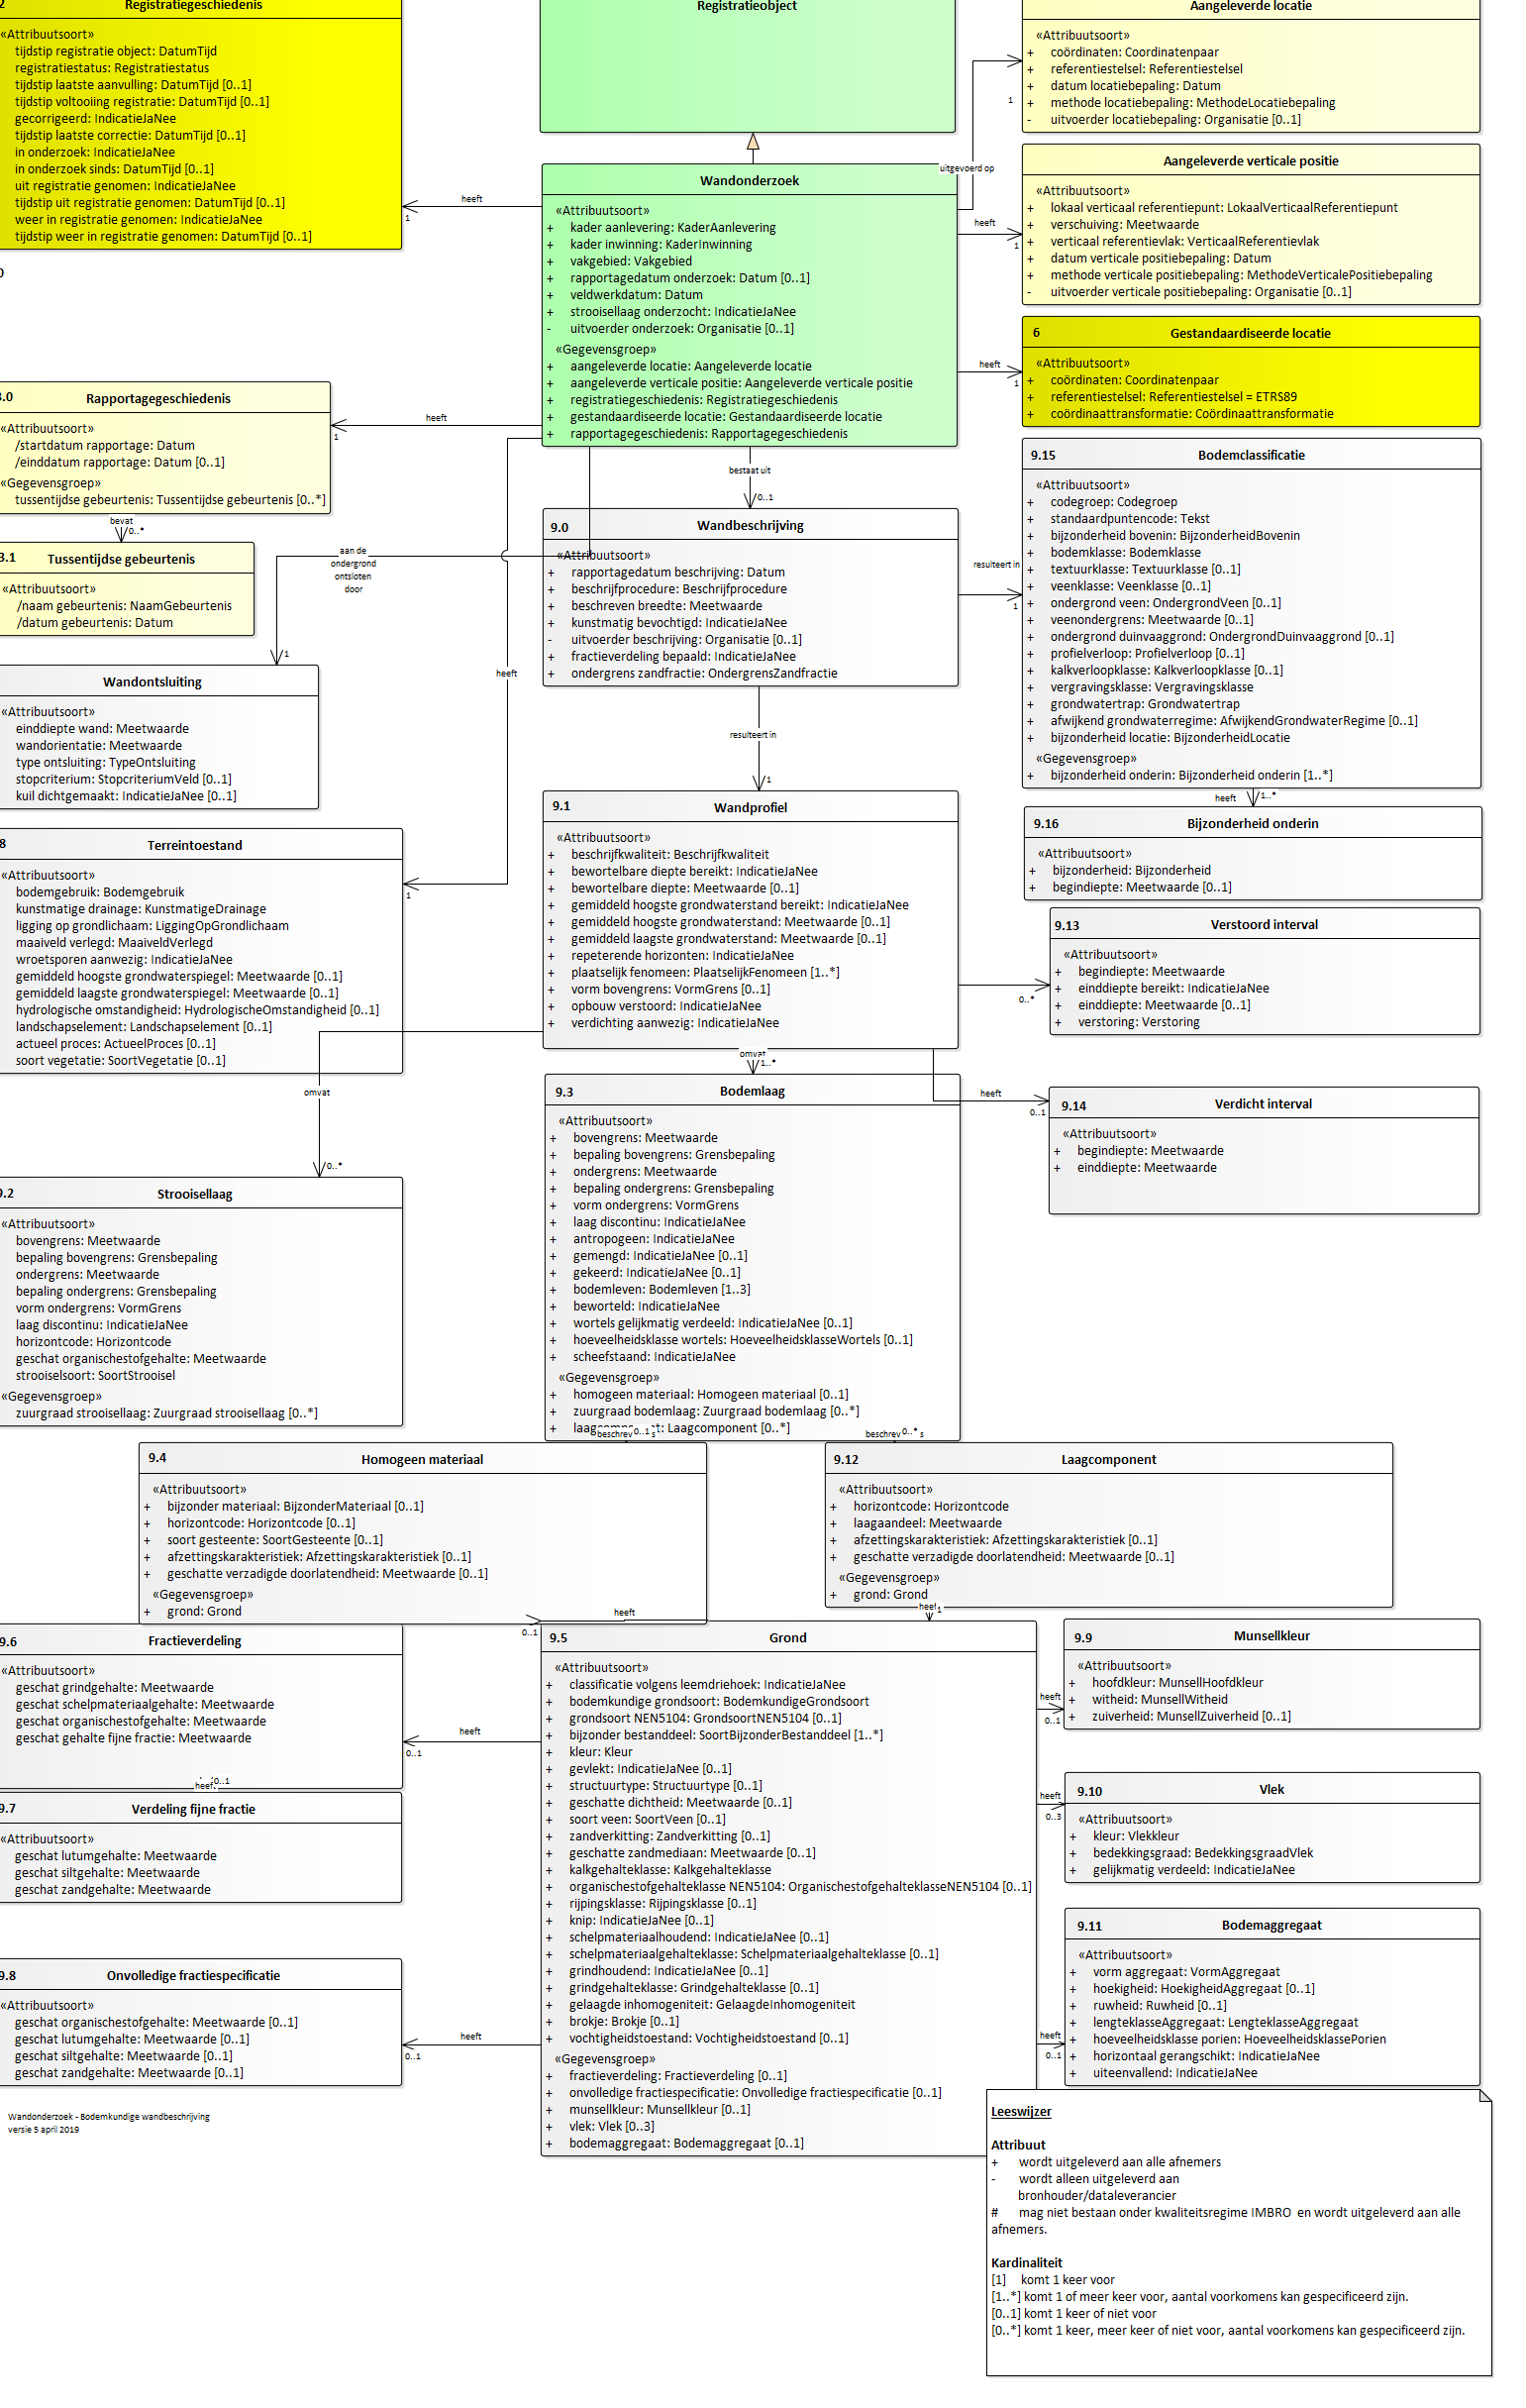 2 Registratiegeschiedenis
«Attribuutsoort»
tijdstip registratie object: DatumTijd
registratiestatus: Registratiestatus
tijdstip laatste aanvulling: DatumTijd [0..1]
tijdstip voltooiing registratie: DatumTijd [0..1]
gecorrigeerd: IndicatieJaNee
tijdstip laatste correctie: DatumTijd [0..1]
in onderzoek: IndicatieJaNee
in onderzoek sinds: DatumTijd [0..1]
uit registratie genomen: IndicatieJaNee
tijdstip uit registratie genomen: DatumTijd [0..1]
weer in registratie genomen: IndicatieJaNee
tijdstip weer in registratie genomen: DatumTijd [0..1]
0
Registratieobject
Aangeleverde locatie
«Attribuutsoort»
+ coördinaten: Coordinatenpaar
+ referentiestelsel: Referentiestelsel
+ datum locatiebepaling: Datum
+ methode locatiebepaling: MethodeLocatiebepaling
- uitvoerder locatiebepaling: Organisatie [0..1]
1
uitgevoerd op
Aangeleverde verticale positie
«Attribuutsoort»
+ lokaal verticaal referentiepunt: LokaalVerticaalReferentiepunt
+ verschuiving: Meetwaarde
+ verticaal referentievlak: VerticaalReferentievlak
+ datum verticale positiebepaling: Datum
+ methode verticale positiebepaling: MethodeVerticalePositiebepaling
- uitvoerder verticale positiebepaling: Organisatie [0..1]
heeft
1
Wandonderzoek
«Attribuutsoort»
+ kader aanlevering: KaderAanlevering
+ kader inwinning: KaderInwinning
+ vakgebied: Vakgebied
+ rapportagedatum onderzoek: Datum [0..1]
+ veldwerkdatum: Datum
+ strooisellaag onderzocht: IndicatieJaNee
- uitvoerder onderzoek: Organisatie [0..1]
«Gegevensgroep»
+ aangeleverde locatie: Aangeleverde locatie
+ aangeleverde verticale positie: Aangeleverde verticale positie
+ registratiegeschiedenis: Registratiegeschiedenis
+ gestandaardiseerde locatie: Gestandaardiseerde locatie
+ rapportagegeschiedenis: Rapportagegeschiedenis
heeft
1
6 Gestandaardiseerde locatie
«Attribuutsoort»
+ coördinaten: Coordinatenpaar
+ referentiestelsel: Referentiestelsel = ETRS89
+ coördinaattransformatie: Coördinaattransformatie
heeft
1
3.0 Rapportagegeschiedenis
«Attribuutsoort»
/startdatum rapportage: Datum
/einddatum rapportage: Datum [0..1]
«Gegevensgroep»
tussentijdse gebeurtenis: Tussentijdse gebeurtenis [0..*]
heeft
1
bevat
0..*
3.1 Tussentijdse gebeurtenis
«Attribuutsoort»
/naam gebeurtenis: NaamGebeurtenis
/datum gebeurtenis: Datum
aan de
ondergrond
ontsloten
door
1
bestaat uit
0..1
9.0 Wandbeschrijving
«Attribuutsoort»
+ rapportagedatum beschrijving: Datum
+ beschrijfprocedure: Beschrijfprocedure
+ beschreven breedte: Meetwaarde
+ kunstmatig bevochtigd: IndicatieJaNee
- uitvoerder beschrijving: Organisatie [0..1]
+ fractieverdeling bepaald: IndicatieJaNee
+ ondergrens zandfractie: OndergrensZandfractie
resulteert in
1
9.15 Bodemclassificatie
«Attribuutsoort»
+ codegroep: Codegroep
+ standaardpuntencode: Tekst
+ bijzonderheid bovenin: BijzonderheidBovenin
+ bodemklasse: Bodemklasse
+ textuurklasse: Textuurklasse [0..1]
+ veenklasse: Veenklasse [0..1]
+ ondergrond veen: OndergrondVeen [0..1]
+ veenondergrens: Meetwaarde [0..1]
+ ondergrond duinvaaggrond: OndergrondDuinvaaggrond [0..1]
+ profielverloop: Profielverloop [0..1]
+ kalkverloopklasse: Kalkverloopklasse [0..1]
+ vergravingsklasse: Vergravingsklasse
+ grondwatertrap: Grondwatertrap
+ afwijkend grondwaterregime: AfwijkendGrondwaterRegime [0..1]
+ bijzonderheid locatie: BijzonderheidLocatie
«Gegevensgroep»
+ bijzonderheid onderin: Bijzonderheid onderin [1..*]
heeft
1..*
9.16 Bijzonderheid onderin
«Attribuutsoort»
+ bijzonderheid: Bijzonderheid
+ begindiepte: Meetwaarde [0..1]
Wandontsluiting
«Attribuutsoort»
einddiepte wand: Meetwaarde
wandorientatie: Meetwaarde
type ontsluiting: TypeOntsluiting
stopcriterium: StopcriteriumVeld [0..1]
kuil dichtgemaakt: IndicatieJaNee [0..1]
heeft
1
8 Terreintoestand
«Attribuutsoort»
bodemgebruik: Bodemgebruik
kunstmatige drainage: KunstmatigeDrainage
ligging op grondlichaam: LiggingOpGrondlichaam
maaiveld verlegd: MaaiveldVerlegd
wroetsporen aanwezig: IndicatieJaNee
gemiddeld hoogste grondwaterspiegel: Meetwaarde [0..1]
gemiddeld laagste grondwaterspiegel: Meetwaarde [0..1]
hydrologische omstandigheid: HydrologischeOmstandigheid [0..1]
landschapselement: Landschapselement [0..1]
actueel proces: ActueelProces [0..1]
soort vegetatie: SoortVegetatie [0..1]
resulteert in
1
9.1 Wandprofiel
«Attribuutsoort»
+ beschrijfkwaliteit: Beschrijfkwaliteit
+ bewortelbare diepte bereikt: IndicatieJaNee
+ bewortelbare diepte: Meetwaarde [0..1]
+ gemiddeld hoogste grondwaterstand bereikt: IndicatieJaNee
+ gemiddeld hoogste grondwaterstand: Meetwaarde [0..1]
+ gemiddeld laagste grondwaterstand: Meetwaarde [0..1]
+ repeterende horizonten: IndicatieJaNee
+ plaatselijk fenomeen: PlaatselijkFenomeen [1..*]
+ vorm bovengrens: VormGrens [0..1]
+ opbouw verstoord: IndicatieJaNee
+ verdichting aanwezig: IndicatieJaNee
0..*
9.13 Verstoord interval
«Attribuutsoort»
+ begindiepte: Meetwaarde
+ einddiepte bereikt: IndicatieJaNee
+ einddiepte: Meetwaarde [0..1]
+ verstoring: Verstoring
heeft
0..1
9.14 Verdicht interval
«Attribuutsoort»
+ begindiepte: Meetwaarde
+ einddiepte: Meetwaarde
omvat
0..*
9.2 Strooisellaag
«Attribuutsoort»
bovengrens: Meetwaarde
bepaling bovengrens: Grensbepaling
ondergrens: Meetwaarde
bepaling ondergrens: Grensbepaling
vorm ondergrens: VormGrens
laag discontinu: IndicatieJaNee
horizontcode: Horizontcode
geschat organischestofgehalte: Meetwaarde
strooiselsoort: SoortStrooisel
«Gegevensgroep»
zuurgraad strooisellaag: Zuurgraad strooisellaag [0..*]
omvat
1..*
9.3 Bodemlaag
«Attribuutsoort»
+ bovengrens: Meetwaarde
+ bepaling bovengrens: Grensbepaling
+ ondergrens: Meetwaarde
+ bepaling ondergrens: Grensbepaling
+ vorm ondergrens: VormGrens
+ laag discontinu: IndicatieJaNee
+ antropogeen: IndicatieJaNee
+ gemengd: IndicatieJaNee [0..1]
+ gekeerd: IndicatieJaNee [0..1]
+ bodemleven: Bodemleven [1..3]
+ beworteld: IndicatieJaNee
+ wortels gelijkmatig verdeeld: IndicatieJaNee [0..1]
+ hoeveelheidsklasse wortels: HoeveelheidsklasseWortels [0..1]
+ scheefstaand: IndicatieJaNee
«Gegevensgroep»
+ homogeen materiaal: Homogeen materiaal [0..1]
+ zuurgraad bodemlaag: Zuurgraad bodemlaag [0..*]
+ : Laagcomponent [0..*]
beschrev 0..1 s
beschrev 0..* s
9.4 Homogeen materiaal
«Attribuutsoort»
+ bijzonder materiaal: BijzonderMateriaal [0..1]
+ horizontcode: Horizontcode [0..1]
+ soort gesteente: SoortGesteente [0..1]
+ afzettingskarakteristiek: Afzettingskarakteristiek [0..1]
+ geschatte verzadigde doorlatendheid: Meetwaarde [0..1]
«Gegevensgroep»
+ grond: Grond
heeft
0..1
9.12 Laagcomponent
«Attribuutsoort»
+ horizontcode: Horizontcode
+ laagaandeel: Meetwaarde
+ afzettingskarakteristiek: Afzettingskarakteristiek [0..1]
+ geschatte verzadigde doorlatendheid: Meetwaarde [0..1]
«Gegevensgroep»
+ grond: Grond
heeft 1
9.6 Fractieverdeling
«Attribuutsoort»
geschat grindgehalte: Meetwaarde
geschat schelpmateriaalgehalte: Meetwaarde
geschat organischestofgehalte: Meetwaarde
geschat gehalte fijne fractie: Meetwaarde
heeft
0..1
heeft
0..1
9.7 Verdeling fijne fractie
«Attribuutsoort»
geschat lutumgehalte: Meetwaarde
geschat siltgehalte: Meetwaarde
geschat zandgehalte: Meetwaarde
9.8 Onvolledige fractiespecificatie
«Attribuutsoort»
geschat organischestofgehalte: Meetwaarde [0..1]
geschat lutumgehalte: Meetwaarde [0..1]
geschat siltgehalte: Meetwaarde [0..1]
geschat zandgehalte: Meetwaarde [0..1]
heeft
0..1
9.5 Grond
«Attribuutsoort»
+ classificatie volgens leemdriehoek: IndicatieJaNee
+ bodemkundige grondsoort: BodemkundigeGrondsoort
+ grondsoort NEN5104: GrondsoortNEN5104 [0..1]
+ bijzonder bestanddeel: SoortBijzonderBestanddeel [1..*]
+ kleur: Kleur
+ gevlekt: IndicatieJaNee [0..1]
+ structuurtype: Structuurtype [0..1]
+ geschatte dichtheid: Meetwaarde [0..1]
+ soort veen: SoortVeen [0..1]
+ zandverkitting: Zandverkitting [0..1]
+ geschatte zandmediaan: Meetwaarde [0..1]
+ kalkgehalteklasse: Kalkgehalteklasse
+ organischestofgehalteklasse NEN5104: OrganischestofgehalteklasseNEN5104 [0..1]
+ rijpingsklasse: Rijpingsklasse [0..1]
+ knip: IndicatieJaNee [0..1]
+ schelpmateriaalhoudend: IndicatieJaNee [0..1]
+ schelpmateriaalgehalteklasse: Schelpmateriaalgehalteklasse [0..1]
+ grindhoudend: IndicatieJaNee [0..1]
+ grindgehalteklasse: Grindgehalteklasse [0..1]
+ gelaagde inhomogeniteit: GelaagdeInhomogeniteit
+ brokje: Brokje [0..1]
+ vochtigheidstoestand: Vochtigheidstoestand [0..1]
«Gegevensgroep»
+ fractieverdeling: Fractieverdeling [0..1]
+ onvolledige fractiespecificatie: Onvolledige fractiespecificatie [0..1]
+ munsellkleur: Munsellkleur [0..1]
+ vlek: Vlek [0..3]
+ bodemaggregaat: Bodemaggregaat [0..1]
heeft
0..1
9.9 Munsellkleur
«Attribuutsoort»
+ hoofdkleur: MunsellHoofdkleur
+ witheid: MunsellWitheid
+ zuiverheid: MunsellZuiverheid [0..1]
heeft
0..3
9.10 Vlek
«Attribuutsoort»
+ kleur: Vlekkleur
+ bedekkingsgraad: BedekkingsgraadVlek
+ gelijkmatig verdeeld: IndicatieJaNee
heeft
0..1
9.11 Bodemaggregaat
«Attribuutsoort»
+ vorm aggregaat: VormAggregaat
+ hoekigheid: HoekigheidAggregaat [0..1]
+ ruwheid: Ruwheid [0..1]
+ lengteklasseAggregaat: LengteklasseAggregaat
+ hoeveelheidsklasse porien: HoeveelheidsklassePorien
+ horizontaal gerangschikt: IndicatieJaNee
+ uiteenvallend: IndicatieJaNee
Wandonderzoek - Bodemkundige wandbeschrijving
versie 5 april 2019
Leeswijzer
Attribuut
+ wordt uitgeleverd aan alle afnemers
- wordt alleen uitgeleverd aan
bronhouder/dataleverancier
# mag niet bestaan onder kwaliteitsregime IMBRO en wordt uitgeleverd aan alle
afnemers.
Kardinaliteit
[1] komt 1 keer voor
[1..*] komt 1 of meer keer voor, aantal voorkomens kan gespecificeerd zijn.
[0..1] komt 1 keer of niet voor
[0..*] komt 1 keer, meer keer of niet voor, aantal voorkomens kan gespecificeerd zijn.